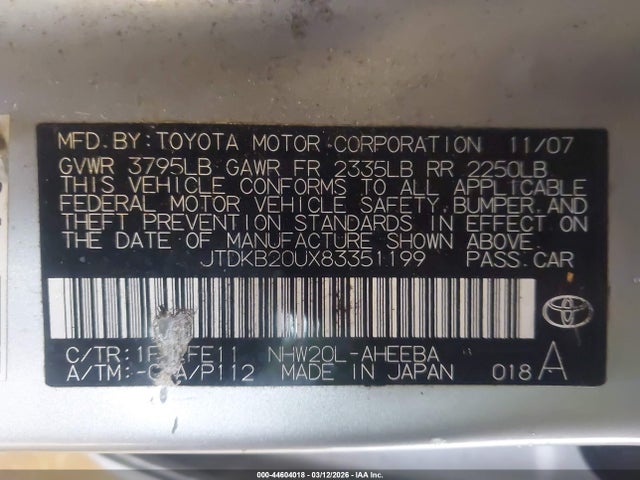 MFD. BY: TOYOTA MOTOR CORPORATION 11/07
GVWR 3795LB GAWR FR 2335LB RR 2250LB
THIS VEHICLE CONFORMS TO ALL APPLICABLE
FEDERAL MOTOR VEHICLE SAFETY, BUMPER, AND
THEFT PREVENTION STANDARDS IN EFFECT ON
THE DATE OF MANUFACTURE SHOWN ABOVE.
JTDKB20UX83351199 PASS.CAR
C/TR: NHW20L-AHEEBA
A/TM: /P112 MADE IN JAPAN 018 A
000-44604018 | 03/12/2026 | IAA Inc.